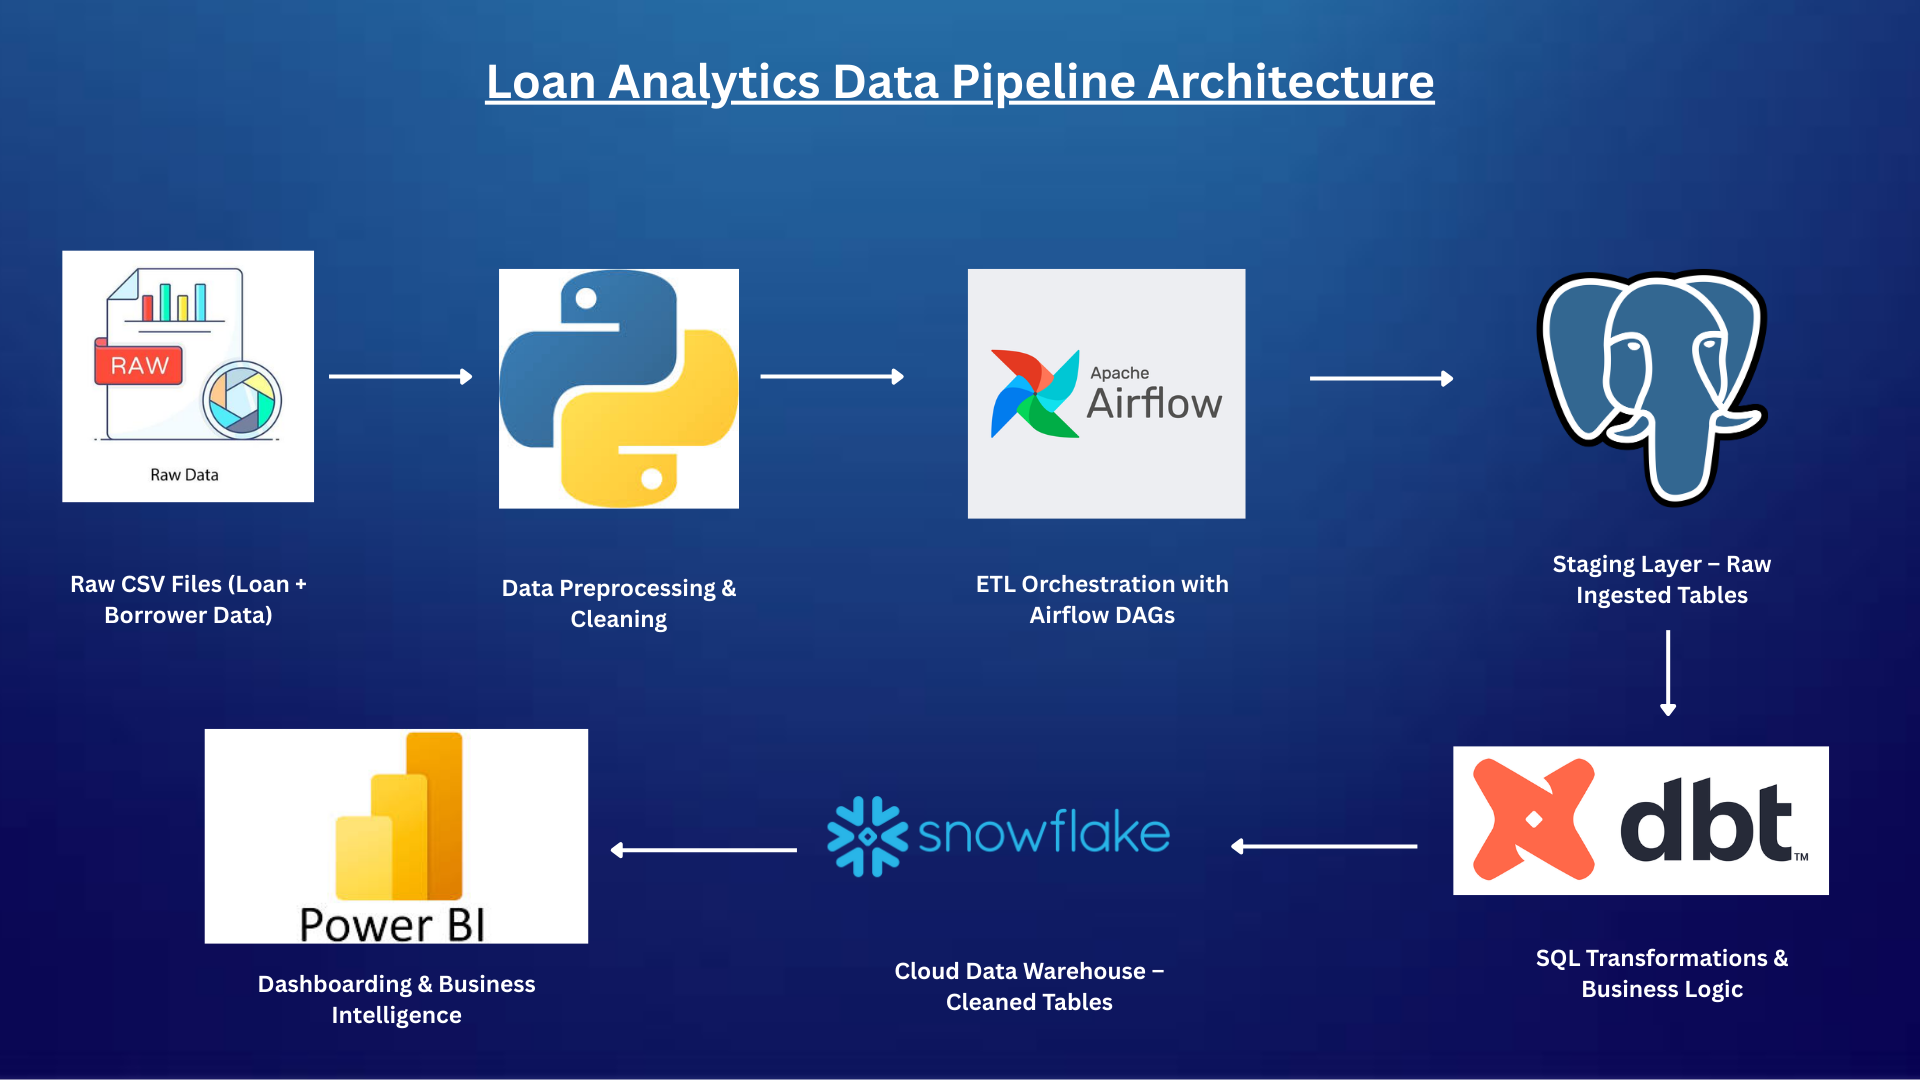 Loan Analytics Data Pipeline Architecture
RAW
Raw Data
Apache
Airflow
Raw CSV Files (Loan +
Borrower Data)
Data Preprocessing &
Cleaning
ETL Orchestration with
Airflow DAGs
Staging Layer – Raw
Ingested Tables
Power BI
snowflake
dbt™
Dashboarding & Business
Intelligence
Cloud Data Warehouse –
Cleaned Tables
SQL Transformations &
Business Logic